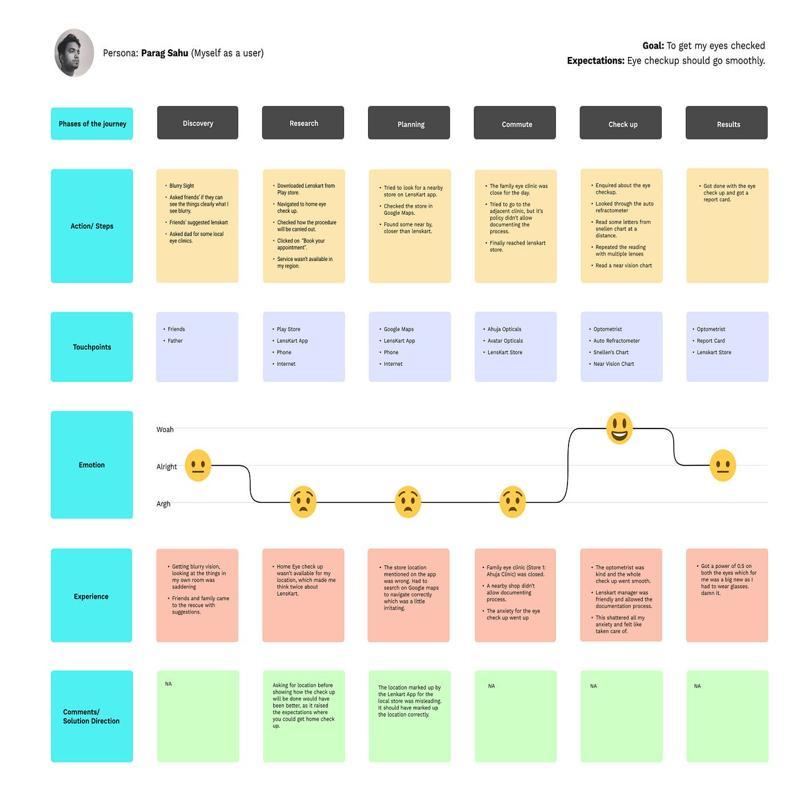 Persona: Parag Sahu (Myself as a user)
Goal: To get my eyes checked
Expectations: Eye checkup should go smoothly.
Phases of the journey
Discovery
Research
Planning
Commute
Check up
Results
Action/ Steps
• Blurry Sight
• Asked friends' if they can
see the things clearly what I
see blurry.
• Friends' suggested lenskart
• Asked dad for some local
eye clinics.
• Downloaded Lenskart from
Play store.
• Navigated to home eye
check up.
• Checked how the procedure
will be carried out.
• Clicked on "Book your
appointment".
• Service wasn't available in
my region.
• Tried to look for a nearby
store on LensKart app.
• Checked the store in
Google Maps.
• Found some near by,
closer than lenskart.
• The family eye clinic was
close for the day.
• Tried to go to the
adjacent clinic, but it's
policy didn't allow
documenting the
process.
• Finally reached lenskart
store.
• Enquired about the eye
checkup.
• Looked through the auto
refractometer
• Read some letters from
snellen chart at a
distance.
• Repeated the reading
with multiple lenses
• Read a near vision chart
• Got done with the eye
check up and got a
report card.
Touchpoints
• Friends
• Father
• Play Store
• LensKart App
• Phone
• Internet
• Google Maps
• LensKart App
• Phone
• Internet
• Ahuja Opticals
• Avatar Opticals
• LensKart Store
• Optometrist
• Auto Refractometer
• Snellen's Chart
• Near Vision Chart
• Optometrist
• Report Card
• Lenskart Store
Emotion
Woah
Alright
Argh
Experience
• Getting blurry vision,
looking at the things in
my own room was
saddening
• Friends and family came
to the rescue with
suggestions.
• Home Eye check up
wasn't available for my
location, which made me
think twice about
LensKart.
• The store location
mentioned on the app
was wrong. Had to
search on Google maps
to navigate correctly
which was a little
irritating.
• Family eye clinic (Store 1:
Ahuja Clinic) was closed.
• A nearby shop didn't
allow documenting
process.
• The anxiety for the eye
check up went up
• The optometrist was
kind and the whole
check up went smooth.
• Lenskart manager was
friendly and allowed the
documentation process.
• This shattered all my
anxiety and felt like
taken care of.
• Got a power of 0.5 on
both the eyes which for
me was a big new as I
had to wear glasses.
damn it.
Comments/
Solution Direction
NA
Asking for location before
showing how the check up
will be done would have
been better, as it raised
the expectations where
you could get home check
up.
The location marked up by
the Lenkart App for the
local store was misleading.
It should have marked up
the location correctly.
NA
NA
NA